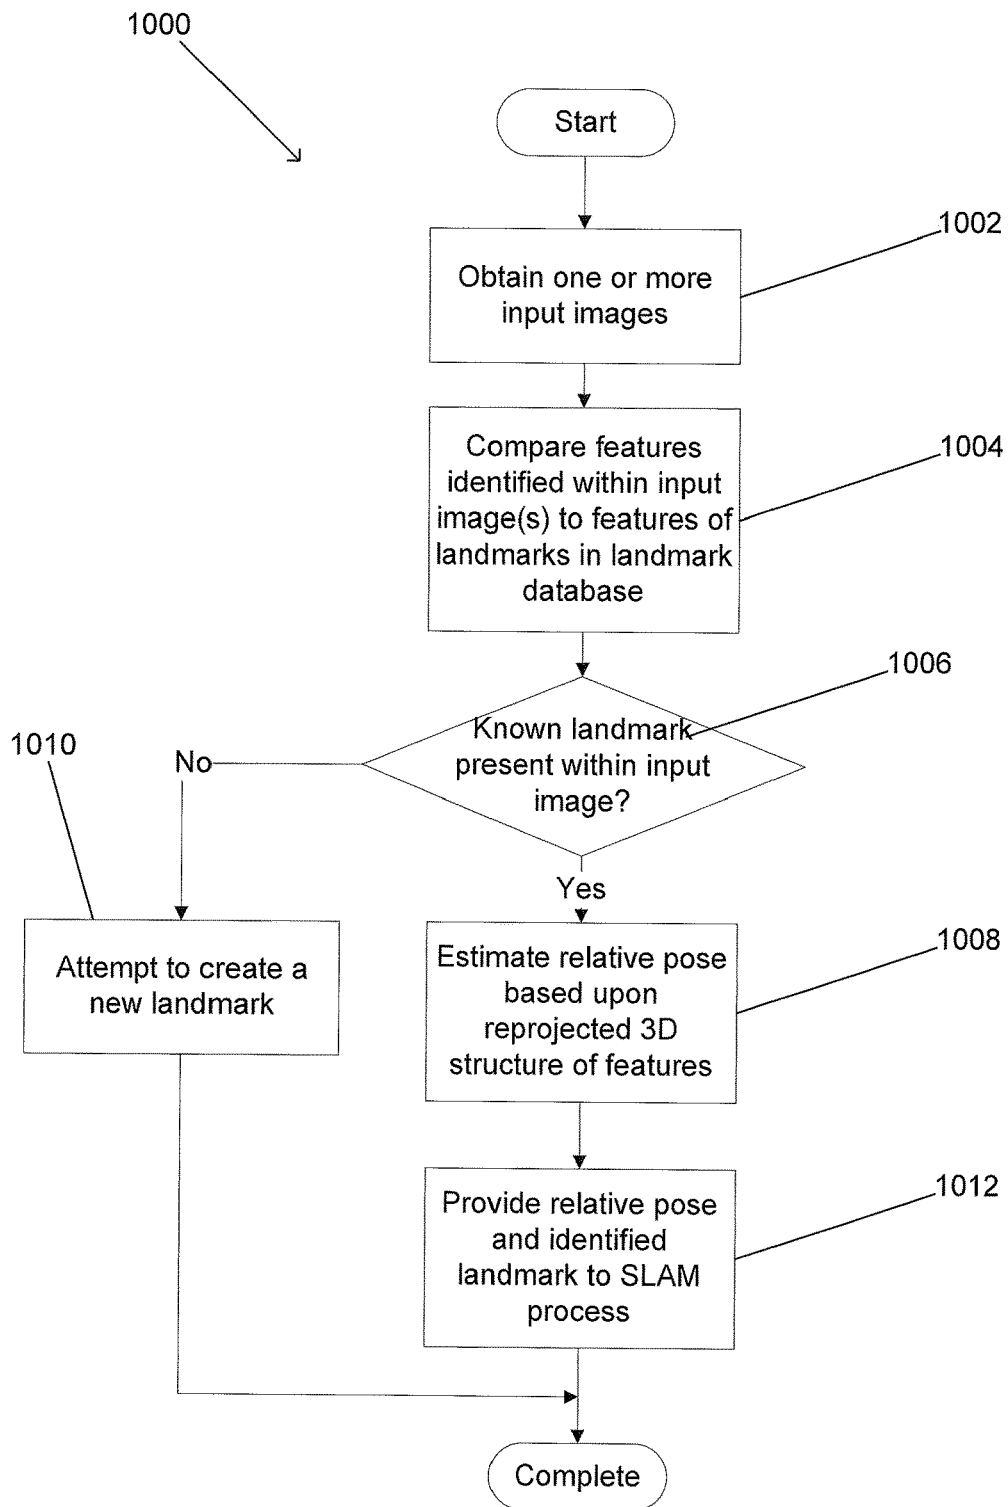 1000
Start
1002
Obtain one or more
input images
1004
Compare features
identified within input
image(s) to features of
landmarks in landmark
database
1006
Known landmark
present within input
image?
1010
No
Yes
Attempt to create a
new landmark
1008
Estimate relative pose
based upon
reprojected 3D
structure of features
1012
Provide relative pose
and identified
landmark to SLAM
process
Complete